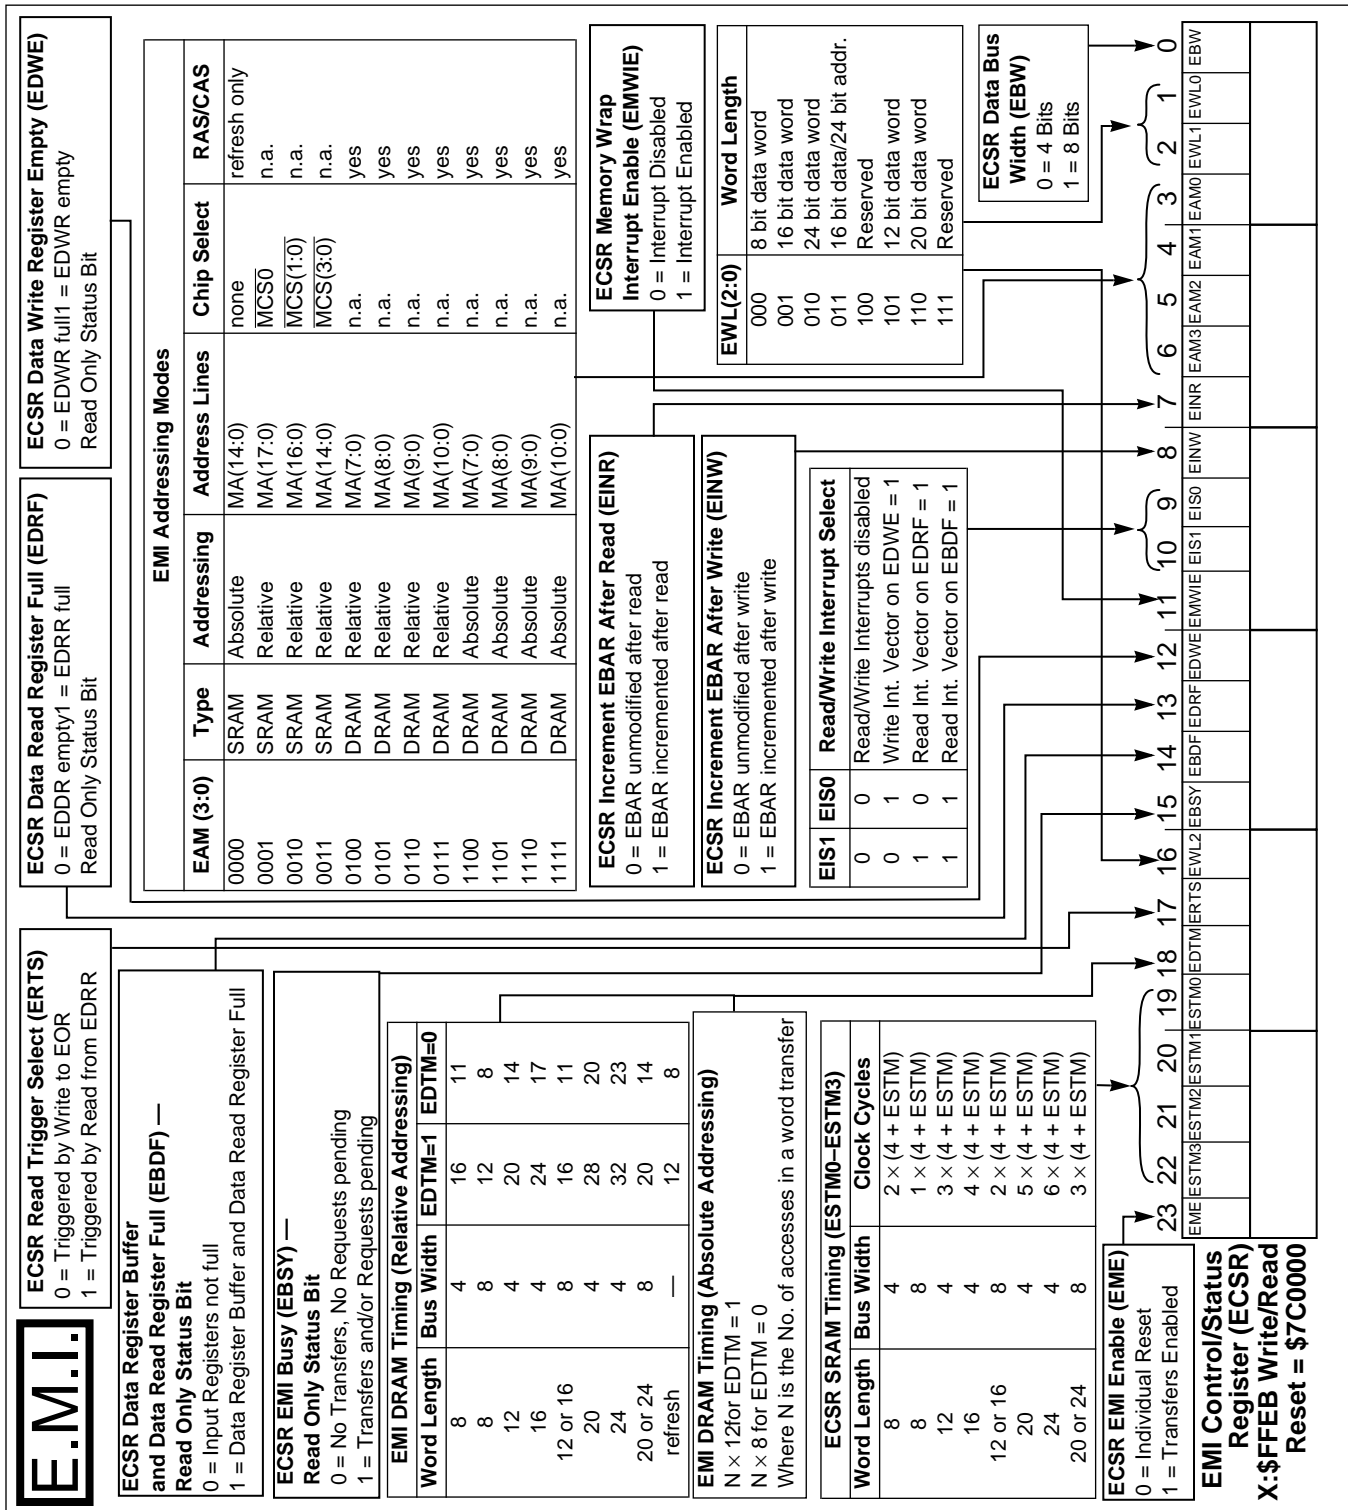 E.M.I.
ECSR Read Trigger Select (ERTS)
0 = Triggered by Write to EOR
1 = Triggered by Read from EDRR
ECSR Data Read Register Full (EDRF)
0 = EDDR empty1 = EDRR full
Read Only Status Bit
ECSR Data Write Register Empty (EDWE)
0 = EDWR full1 = EDWR empty
Read Only Status Bit
ECSR Data Register Buffer
and Data Read Register Full (EBDF) —
Read Only Status Bit
0 = Input Registers not full
1 = Data Register Buffer and Data Read Register Full
ECSR EMI Busy (EBSY) —
Read Only Status Bit
0 = No Transfers, No Requests pending
1 = Transfers and/or Requests pending
EMI DRAM Timing (Relative Addressing)
Word Length Bus Width EDTM=1 EDTM=0
8 4 16 11
8 8 12 8
12 4 20 14
16 4 24 17
12 or 16 8 16 11
20 4 28 20
24 4 32 23
20 or 24 8 20 14
refresh — 12 8
EMI DRAM Timing (Absolute Addressing)
N × 12for EDTM = 1
N × 8 for EDTM = 0
Where N is the No. of accesses in a word transfer
ECSR SRAM Timing (ESTM0–ESTM3)
Word Length Bus Width Clock Cycles
8 4 2 × (4 + ESTM)
8 8 1 × (4 + ESTM)
12 4 3 × (4 + ESTM)
16 4 4 × (4 + ESTM)
12 or 16 8 2 × (4 + ESTM)
20 4 5 × (4 + ESTM)
24 4 6 × (4 + ESTM)
20 or 24 8 3 × (4 + ESTM)
ECSR EMI Enable (EME)
0 = Individual Reset
1 = Transfers Enabled
EMI Addressing Modes
EAM (3:0) Type Addressing Address Lines Chip Select RAS/CAS
0000 SRAM Absolute MA(14:0) none refresh only
0001 SRAM Relative MA(17:0) MCS0 n.a.
0010 SRAM Relative MA(16:0) MCS(1:0) n.a.
0011 SRAM Relative MA(14:0) MCS(3:0) n.a.
0100 DRAM Relative MA(7:0) n.a. yes
0101 DRAM Relative MA(8:0) n.a. yes
0110 DRAM Relative MA(9:0) n.a. yes
0111 DRAM Relative MA(10:0) n.a. yes
1100 DRAM Absolute MA(7:0) n.a. yes
1101 DRAM Absolute MA(8:0) n.a. yes
1110 DRAM Absolute MA(9:0) n.a. yes
1111 DRAM Absolute MA(10:0) n.a. yes
ECSR Increment EBAR After Read (EINR)
0 = EBAR unmodified after read
1 = EBAR incremented after read
ECSR Increment EBAR After Write (EINW)
0 = EBAR unmodified after write
1 = EBAR incremented after write
EIS1 EIS0 Read/Write Interrupt Select
0 0 Read/Write Interrupts disabled
0 1 Write Int. Vector on EDWE = 1
1 0 Read Int. Vector on EDRF = 1
1 1 Read Int. Vector on EBDF = 1
ECSR Memory Wrap
Interrupt Enable (EMWIE)
0 = Interrupt Disabled
1 = Interrupt Enabled
EWL(2:0) Word Length
000 8 bit data word
001 16 bit data word
010 24 bit data word
011 16 bit data/24 bit addr.
100 Reserved
101 12 bit data word
110 20 bit data word
111 Reserved
ECSR Data Bus
Width (EBW)
0 = 4 Bits
1 = 8 Bits
23 22 21 20 19 18 17 16 15 14 13 12 11 10 9 8 7 6 5 4 3 2 1 0
EME ESTM3 ESTM2 ESTM1 ESTM0 EDTM ERTS EWL2 EBSY EBDF EDRF EDWE EMWIE EIS1 EIS0 EINW EINR EAM3 EAM2 EAM1 EAM0 EWL1 EWL0 EBW
EMI Control/Status
Register (ECSR)
X:$FFEB Write/Read
Reset = $7C0000